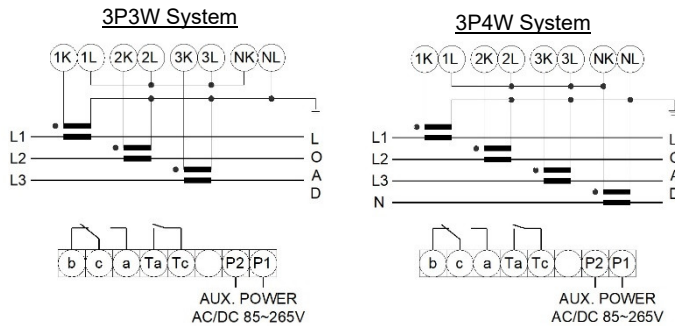 3P3W System
1K 1L 2K 2L 3K 3L NK NL
L1
L2
L3
L
O
A
D
b c a Ta Tc P2 P1
AUX. POWER
AC/DC 85~265V
3P4W System
1K 1L 2K 2L 3K 3L NK NL
L1
L2
L3
N
L
O
A
D
b c a Ta Tc P2 P1
AUX. POWER
AC/DC 85~265V